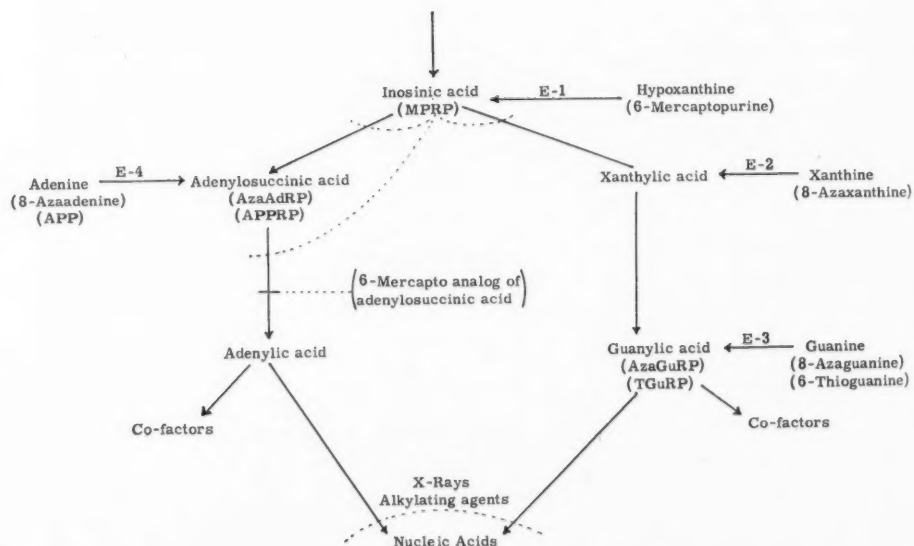 Inosinic acid
(MPRP)
E-1
Hypoxanthine
(6-Mercaptopurine)
Adenine
(8-Azaadenine)
(APP)
E-4
Adenylosuccinic acid
(AzaAdRP)
(APPRP)
Xanthylic acid
E-2
Xanthine
(8-Azaxanthine)
(6-Mercapto analog of
adenylosuccinic acid)
Adenylic acid
Guanylic acid
(AzaGuRP)
(TGuRP)
E-3
Guanine
(8-Azaguanine)
(6-Thioguanine)
Co-factors
Co-factors
X-Rays
Alkylating agents
Nucleic Acids